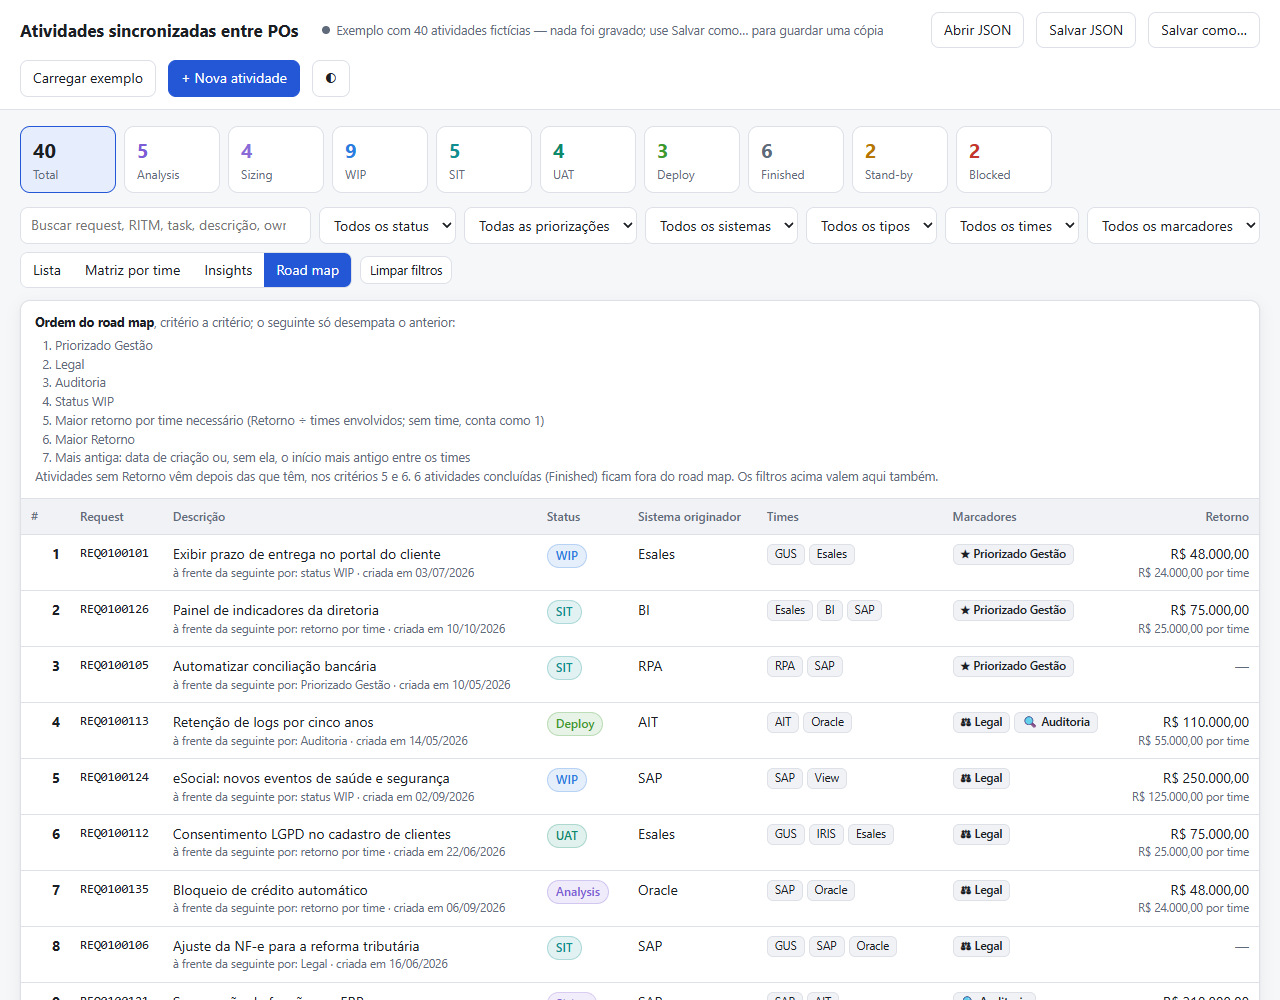 Atividades sincronizadas entre POs
Exemplo com 40 atividades fictícias — nada foi gravado; use Salvar como... para guardar uma cópia
Abrir JSON
Salvar JSON
Salvar como...
Carregar exemplo
+ Nova atividade
40 Total
5 Analysis
4 Sizing
9 WIP
5 SIT
4 UAT
3 Deploy
6 Finished
2 Stand-by
2 Blocked
Buscar request, RITM, task, descrição, owr
Todos os status
Todas as priorizações
Todos os sistemas
Todos os tipos
Todos os times
Todos os marcadores
Lista
Matriz por time
Insights
Road map
Limpar filtros
Ordem do road map, critério a critério; o seguinte só desempata o anterior:
1. Priorizado Gestão
2. Legal
3. Auditoria
4. Status WIP
5. Maior retorno por time necessário (Retorno ÷ times envolvidos; sem time, conta como 1)
6. Maior Retorno
7. Mais antiga: data de criação ou, sem ela, o início mais antigo entre os times
Atividades sem Retorno vêm depois das que têm, nos critérios 5 e 6. 6 atividades concluídas (Finished) ficam fora do road map. Os filtros acima valem aqui também.
# Request Descrição Status Sistema originador Times Marcadores Retorno
1 REQ0100101 Exibir prazo de entrega no portal do cliente WIP Esales GUS Esales ★ Priorizado Gestão R$ 48.000,00
à frente da seguinte por: status WIP · criada em 03/07/2026 R$ 24.000,00 por time
2 REQ0100126 Painel de indicadores da diretoria SIT BI Esales BI SAP ★ Priorizado Gestão R$ 75.000,00
à frente da seguinte por: retorno por time · criada em 10/10/2026 R$ 25.000,00 por time
3 REQ0100105 Automatizar conciliação bancária SIT RPA RPA SAP ★ Priorizado Gestão —
à frente da seguinte por: Priorizado Gestão · criada em 10/05/2026
4 REQ0100113 Retenção de logs por cinco anos Deploy AIT AIT Oracle Legal Auditoria R$ 110.000,00
à frente da seguinte por: Auditoria · criada em 14/05/2026 R$ 55.000,00 por time
5 REQ0100124 eSocial: novos eventos de saúde e segurança WIP SAP SAP View Legal R$ 250.000,00
à frente da seguinte por: status WIP · criada em 02/09/2026 R$ 125.000,00 por time
6 REQ0100112 Consentimento LGPD no cadastro de clientes UAT Esales GUS IRIS Esales Legal R$ 75.000,00
à frente da seguinte por: retorno por time · criada em 22/06/2026 R$ 25.000,00 por time
7 REQ0100135 Bloqueio de crédito automático Analysis Oracle SAP Oracle Legal R$ 48.000,00
à frente da seguinte por: retorno por time · criada em 06/09/2026 R$ 24.000,00 por time
8 REQ0100106 Ajuste da NF-e para a reforma tributária SIT SAP GUS SAP Oracle Legal —
à frente da seguinte por: Legal · criada em 16/06/2026